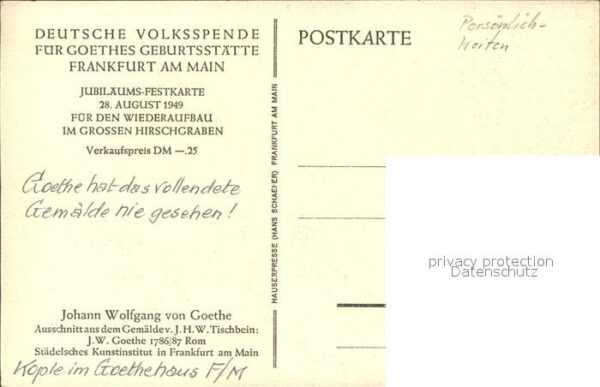 DEUTSCHE VOLKSSPENDE
FÜR GOETHES GEBURTSSTÄTTE
FRANKFURT AM MAIN
JUBILÄUMS-FESTKARTE
28. AUGUST 1949
FÜR DEN WIEDERAUFBAU
IM GROSSEN HIRSCHGRABEN
Verkaufspreis DM —.25
Goethe hat das vollendete
Gemälde nie gesehen!
Johann Wolfgang von Goethe
Ausschnitt aus dem Gemälde v. J. H. W. Tischbein:
J. W. Goethe 1786/87 Rom
Städelsches Kunstinstitut in Frankfurt am Main
Kopie im Goethehaus F/M
HAUSERPRESSE (HANS SCHAEFER) FRANKFURT AM MAIN
POSTKARTE
Persönlich-
keiten
privacy protection
Datenschutz